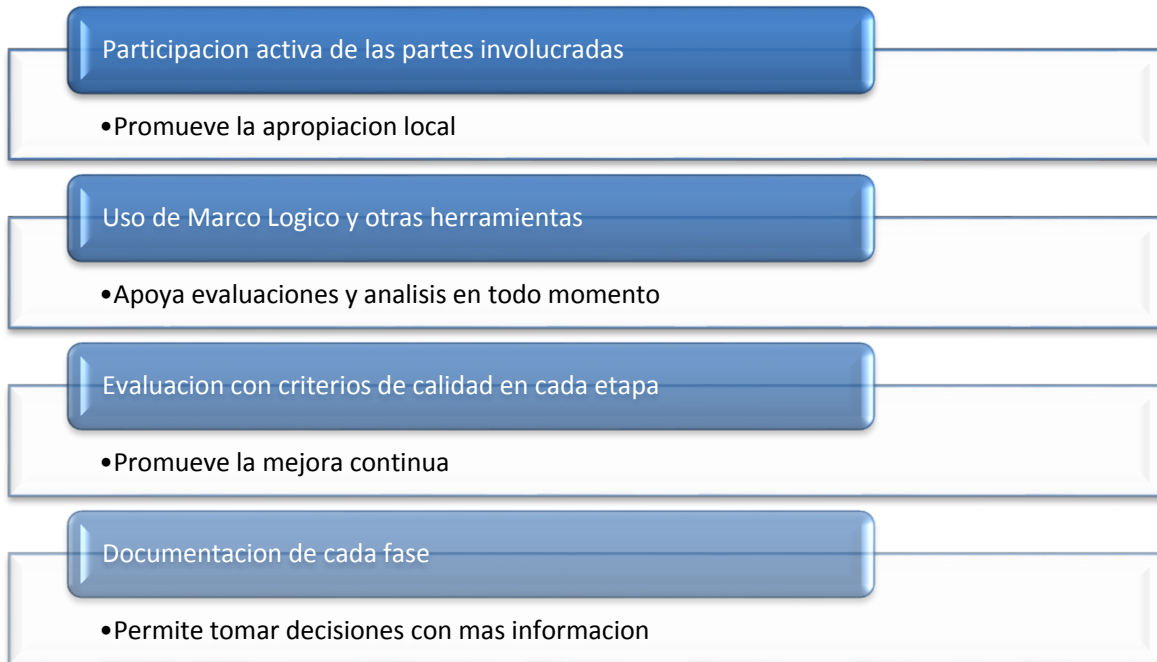 Participacion activa de las partes involucradas
•Promueve la apropiacion local
Uso de Marco Logico y otras herramientas
•Apoya evaluaciones y analisis en todo momento
Evaluacion con criterios de calidad en cada etapa
•Promueve la mejora continua
Documentacion de cada fase
•Permite tomar decisiones con mas informacion